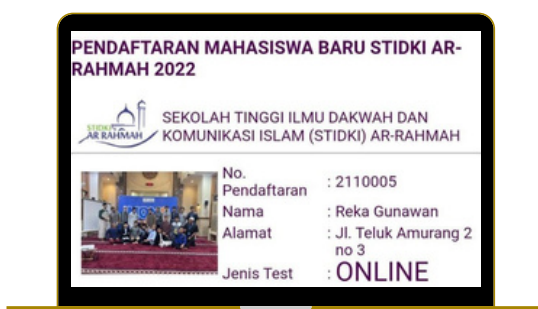 PENDAFTARAN MAHASISWA BARU STIDKI AR-
RAHMAH 2022
STIDKI
AR RAHMAH
SEKOLAH TINGGI ILMU DAKWAH DAN
KOMUNIKASI ISLAM (STIDKI) AR-RAHMAH
No.
Pendaftaran : 2110005
Nama : Reka Gunawan
Alamat : Jl. Teluk Amurang 2
no 3
Jenis Test : ONLINE